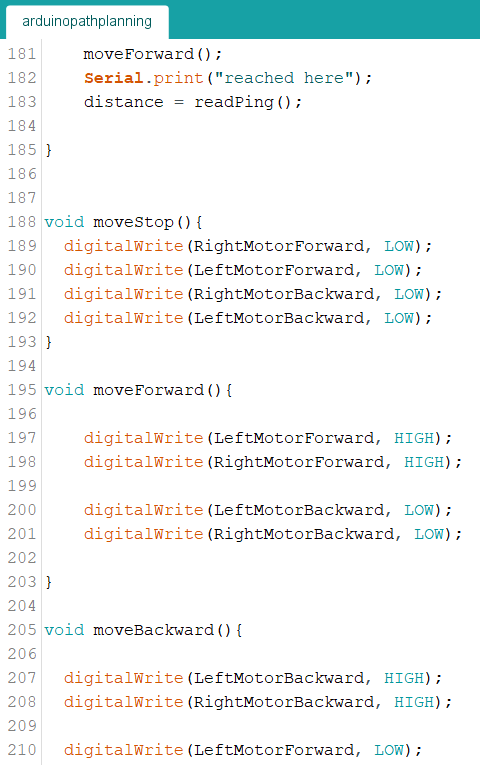 arduinopathplanning
181 moveForward();
182 Serial.print("reached here");
183 distance = readPing();
184
185 }
186
187
188 void moveStop(){
189 digitalWrite(RightMotorForward, LOW);
190 digitalWrite(LeftMotorForward, LOW);
191 digitalWrite(RightMotorBackward, LOW);
192 digitalWrite(LeftMotorBackward, LOW);
193 }
194
195 void moveForward(){
196
197 digitalWrite(LeftMotorForward, HIGH);
198 digitalWrite(RightMotorForward, HIGH);
199
200 digitalWrite(LeftMotorBackward, LOW);
201 digitalWrite(RightMotorBackward, LOW);
202
203 }
204
205 void moveBackward(){
206
207 digitalWrite(LeftMotorBackward, HIGH);
208 digitalWrite(RightMotorBackward, HIGH);
209
210 digitalWrite(LeftMotorForward, LOW);